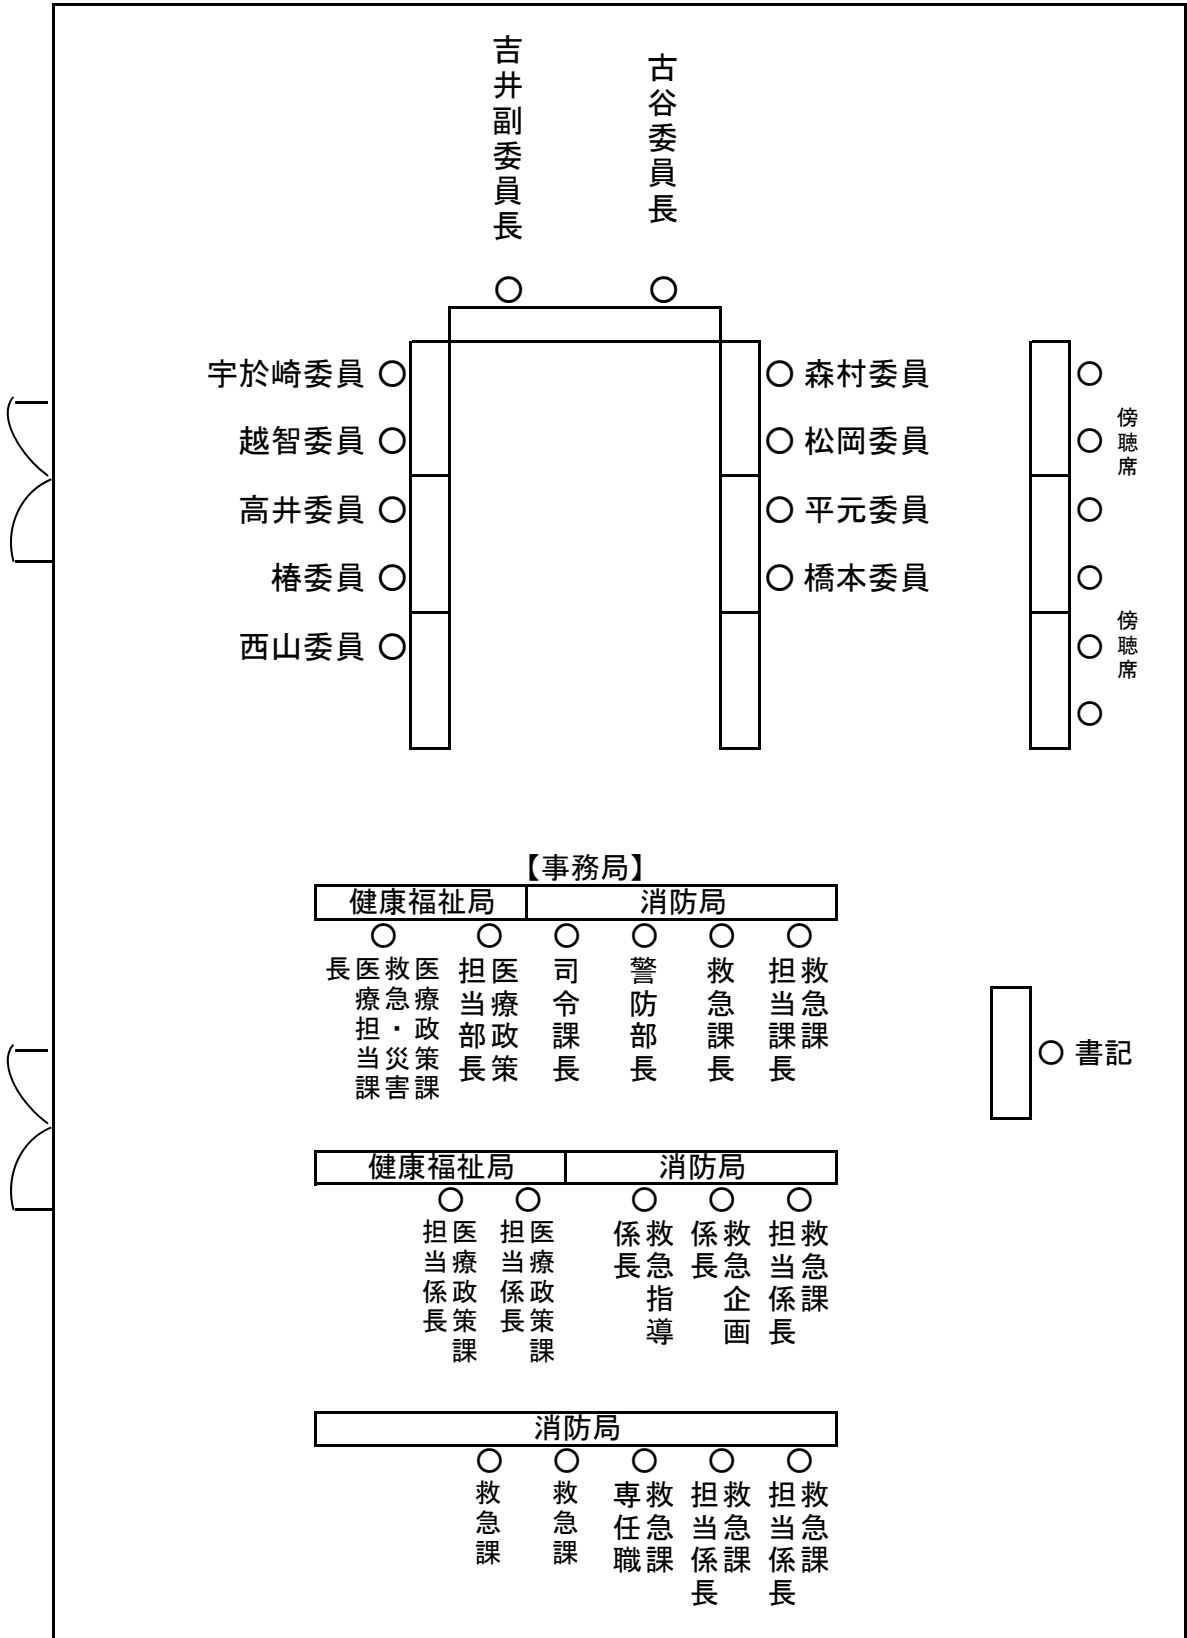 吉井副委員長
古谷委員長
〇
〇
宇於崎委員 〇
〇 森村委員
〇
越智委員 〇
〇 松岡委員
〇
傍聴席
高井委員 〇
〇 平元委員
〇
椿委員 〇
〇 橋本委員
〇
西山委員 〇
〇
傍聴席
〇
【事務局】
健康福祉局
消防局
〇
〇
〇
〇
〇
〇
医療政策課
救急・災害
医療担当課
長
医療政策
担当部長
司令課長
警防部長
救急課長
救急課
担当課長
〇 書記
健康福祉局
消防局
〇
〇
〇
〇
〇
医療政策課
担当係長
医療政策課
担当係長
救急指導
係長
救急企画
係長
救急課
担当係長
消防局
〇
〇
〇
〇
〇
救急課
救急課
救急課
専任職
救急課
担当係長
救急課
担当係長